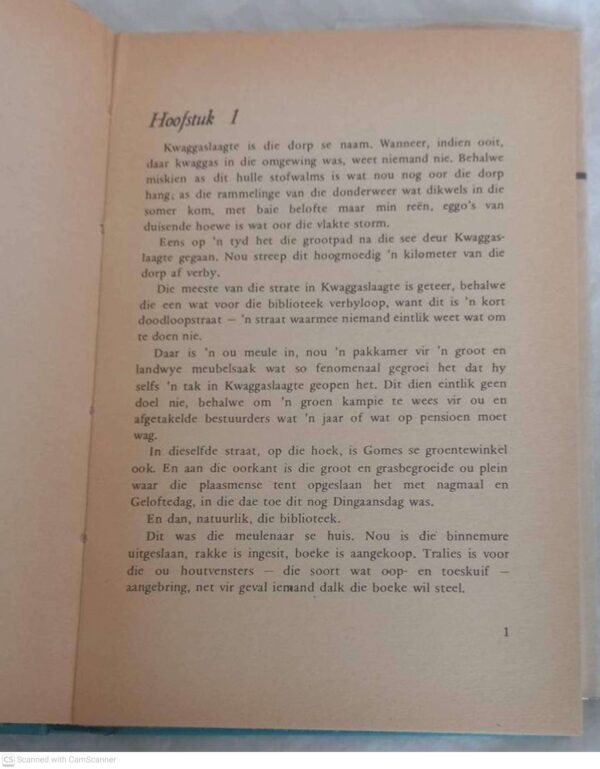 Hoofstuk 1
Kwaggaslaagte is die dorp se naam. Wanneer, indien ooit,
daar kwaggas in die omgewing was, weet niemand nie. Behalwe
miskien as dit hulle stofwalms is wat nou nog oor die dorp
hang; as die rammelinge van die donderweer wat dikwels in die
somer kom, met baie belofte maar min reën, eggo's van
duisende hoewe is wat oor die vlakte storm.
Eens op 'n tyd het die grootpad na die see deur Kwaggas-
laagte gegaan. Nou streep dit hoogmoedig 'n kilometer van die
dorp af verby.
Die meeste van die strate in Kwaggaslaagte is geteer, behalwe
die een wat voor die biblioteek verbyloop, want dit is 'n kort
doodloopstraat — 'n straat waarmee niemand eintlik weet wat om
te doen nie.
Daar is 'n ou meule in, nou 'n pakkamer vir 'n groot en
landwye meubelsaak wat so fenomenaal gegroei het dat hy
selfs 'n tak in Kwaggaslaagte geopen het. Dit dien eintlik geen
doel nie, behalwe om 'n groen kampie te wees vir ou en
afgetakelde bestuurders wat 'n jaar of wat op pensioen moet
wag.
In dieselfde straat, op die hoek, is Gomes se groentewinkel
ook. En aan die oorkant is die groot en grasbegroeide ou plein
waar die plaasmense tent opgeslaan het met nagmaal en
Geloftedag, in die dae toe dit nog Dingaansdag was.
En dan, natuurlik, die biblioteek.
Dit was die meulenaar se huis. Nou is die binnemure
uitgeslaan, rakke is ingesit, boeke is aangekoop. Tralies is voor
die ou houtvensters — die soort wat oop- en toeskuif —
aangebring, net vir geval iemand dalk die boeke wil steel.
1
CS Scanned with CamScanner